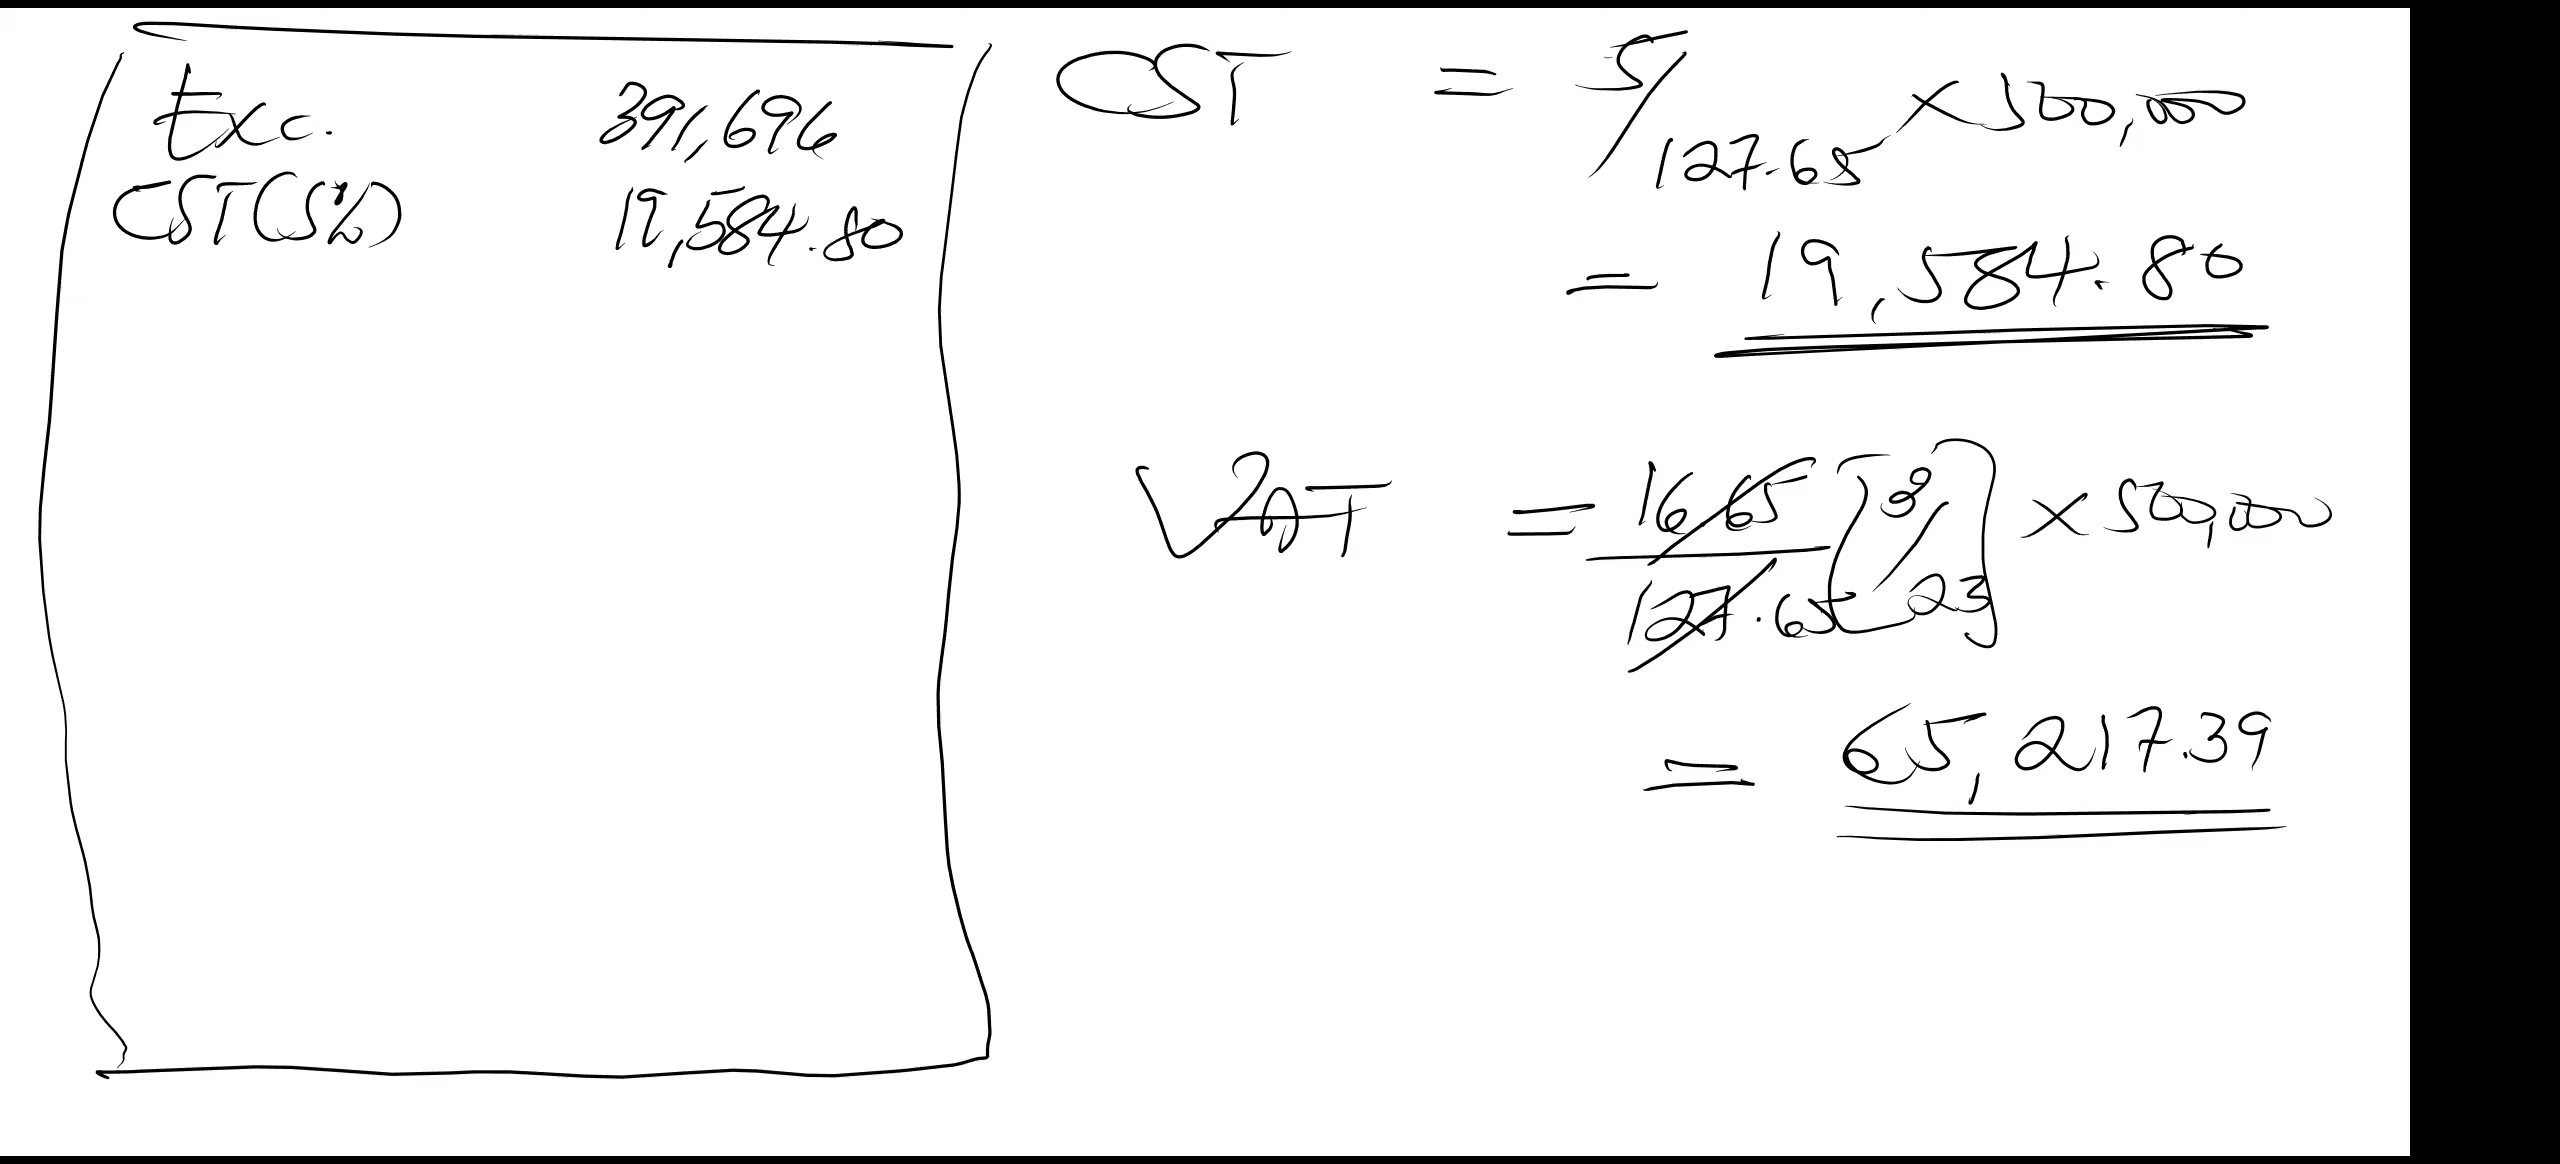 Exc. 391,696
CST(5%) 19,584.80
CST = 5/127.65 × 500,000
= 19,584.80
VAT = 16.65/127.65 [3/23] × 500,000
= 65,217.39